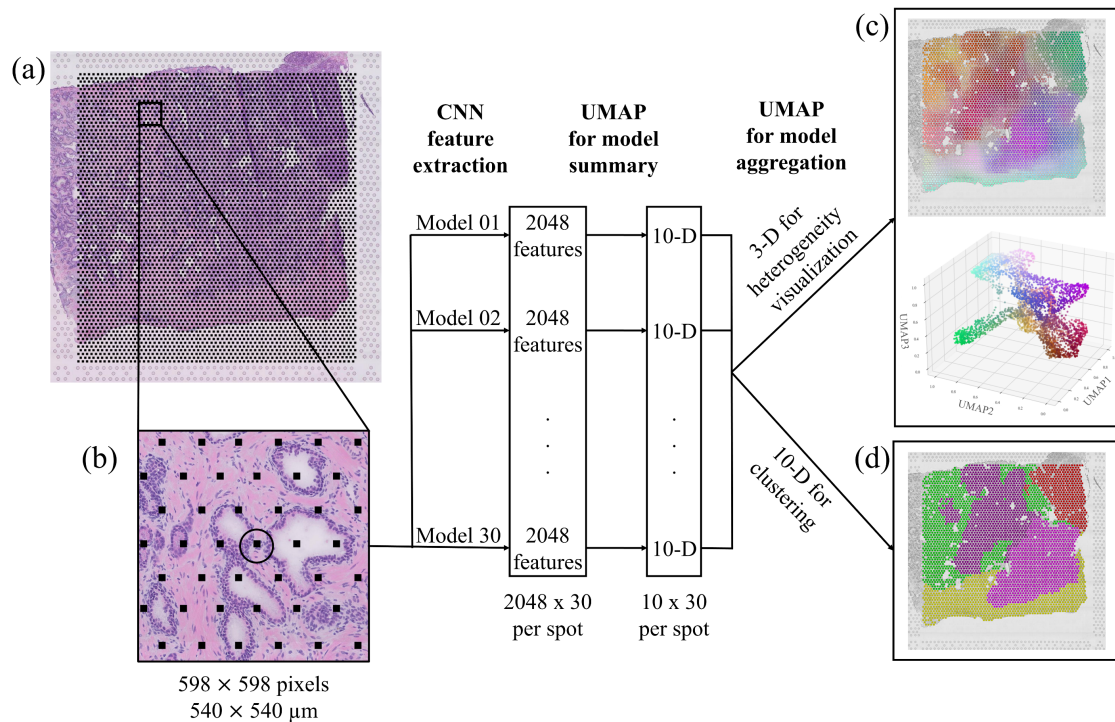 (a)
(b)
598 × 598 pixels
540 × 540 µm
CNN
feature
extraction
UMAP
for model
summary
UMAP
for model
aggregation
Model 01
2048
features
10-D
Model 02
2048
features
10-D
Model 30
2048
features
10-D
2048 x 30
per spot
10 x 30
per spot
3-D for
heterogeneity
visualization
10-D for
clustering
(c)
UMAP3
UMAP2
UMAP1
(d)